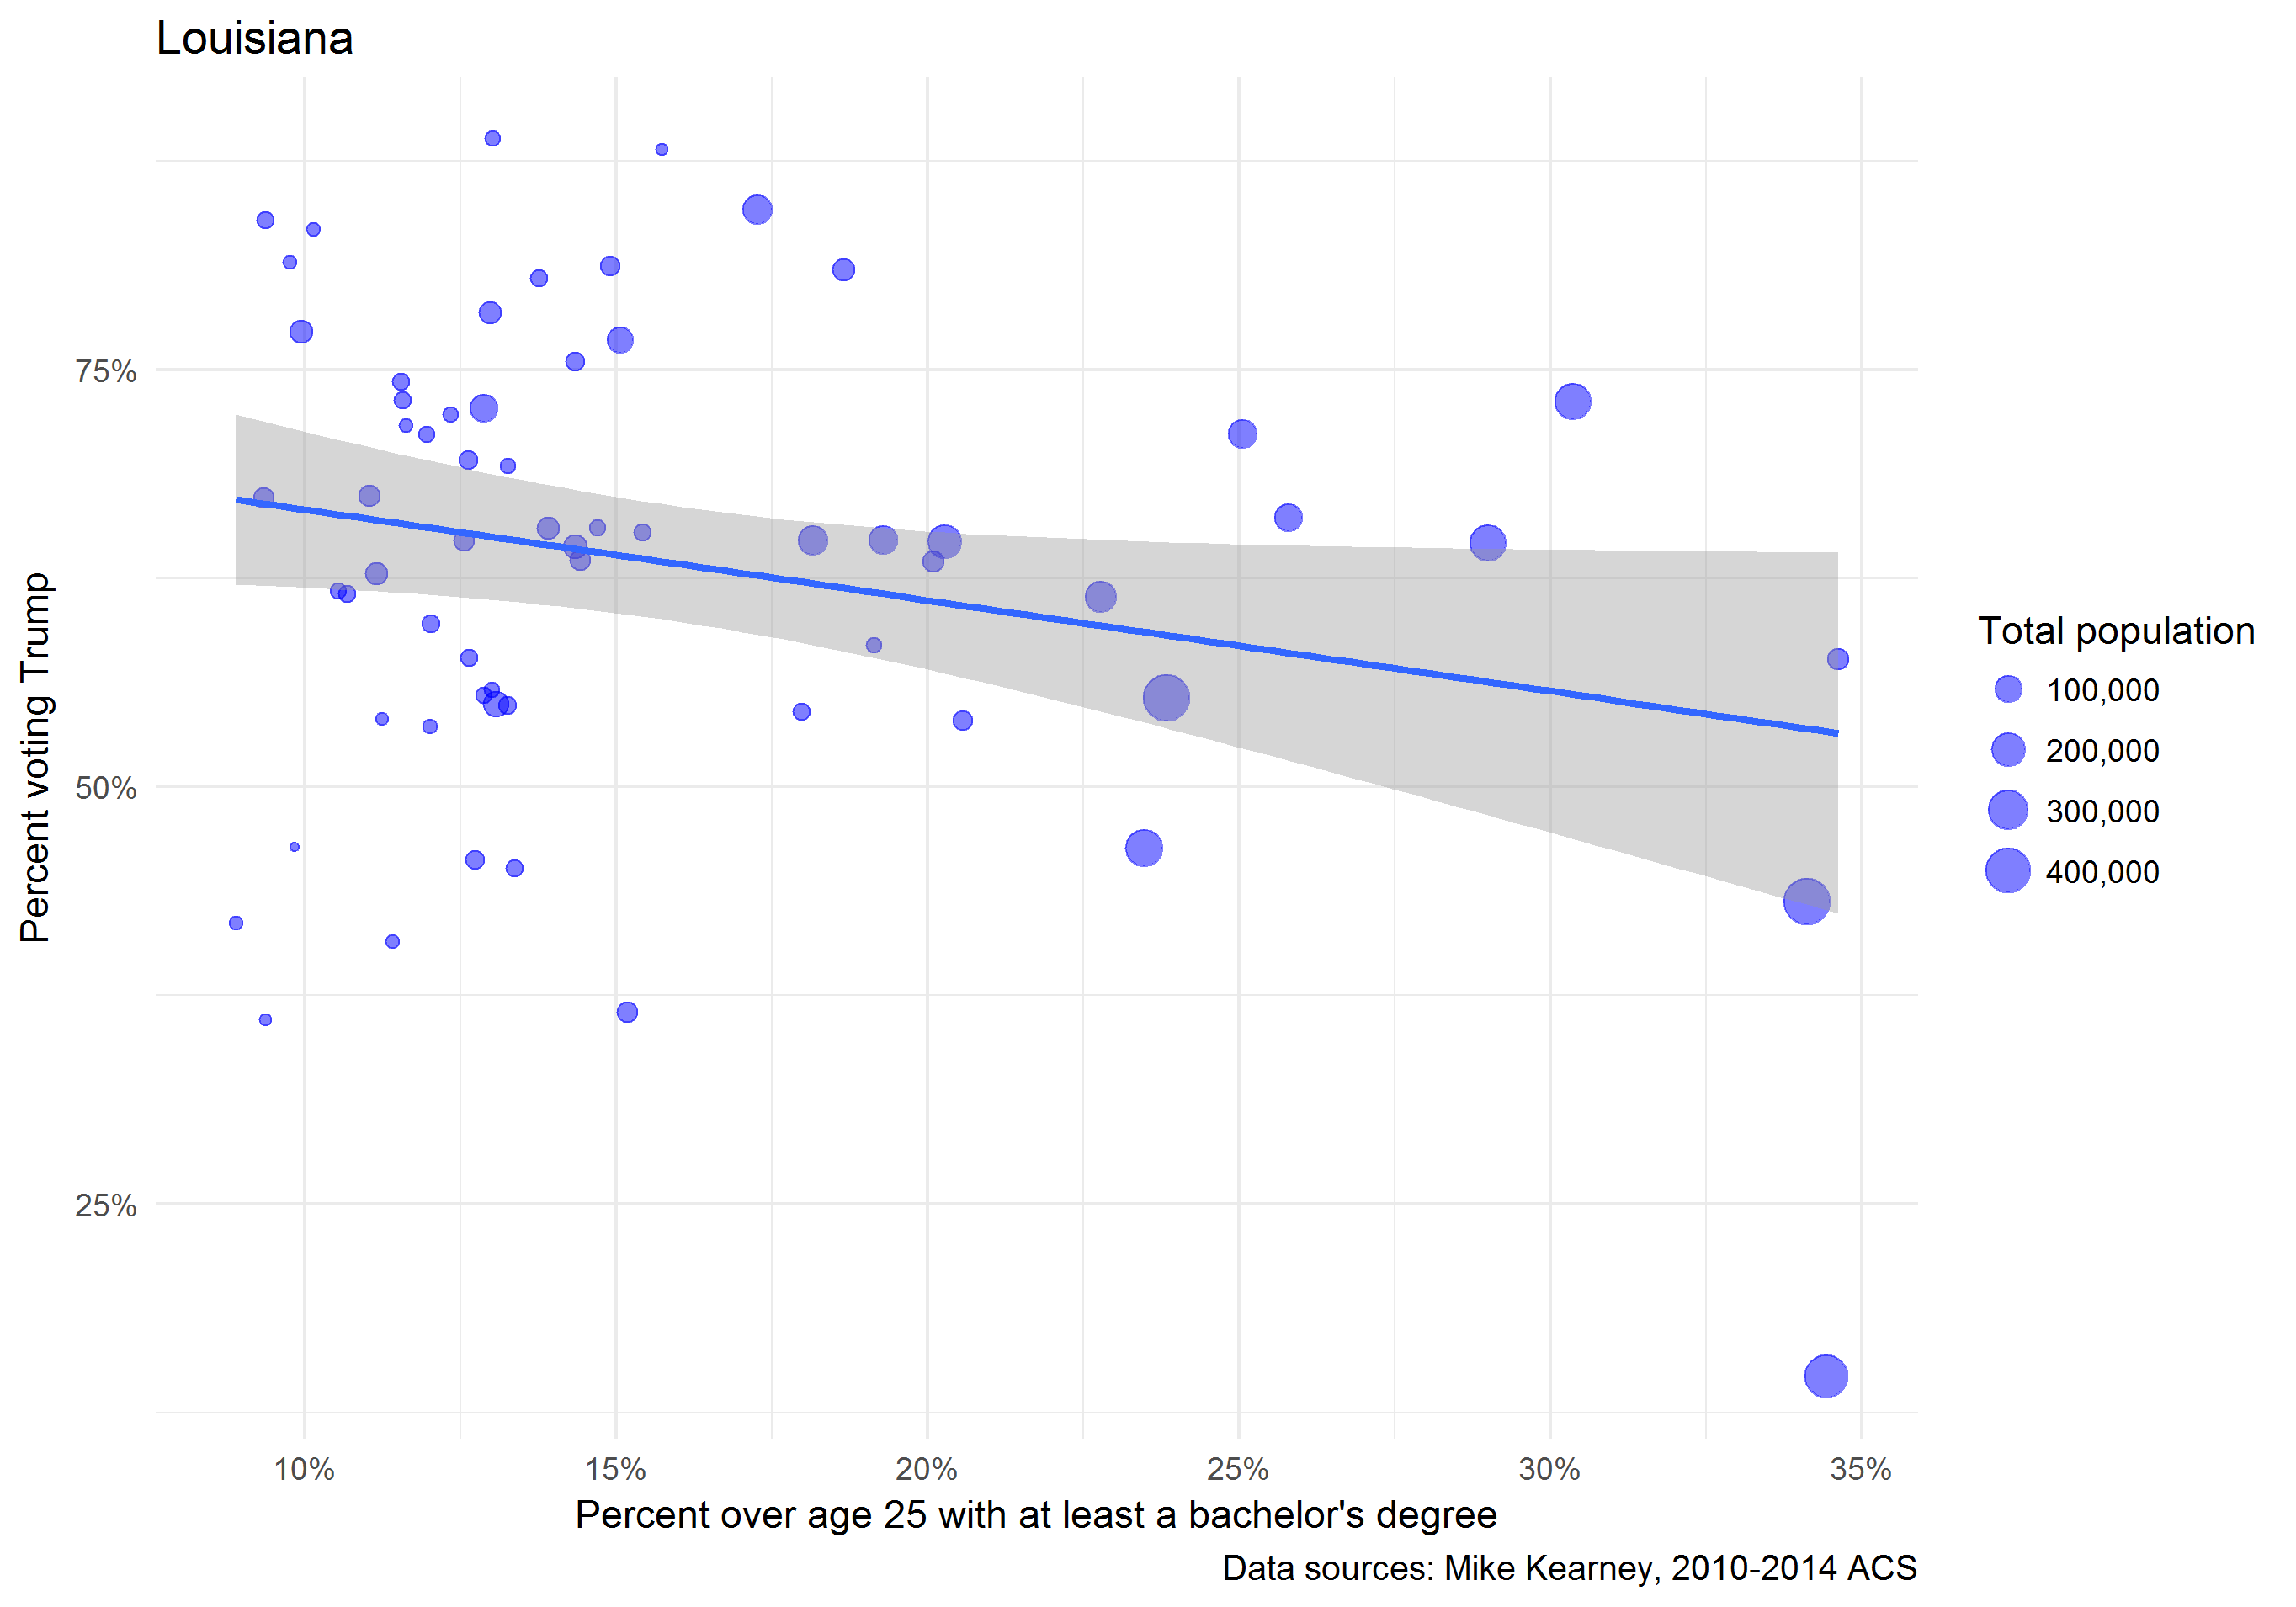 Louisiana
75%
50%
25%
Percent voting Trump
10%
15%
20%
25%
30%
35%
Percent over age 25 with at least a bachelor's degree
Total population
100,000
200,000
300,000
400,000
Data sources: Mike Kearney, 2010-2014 ACS